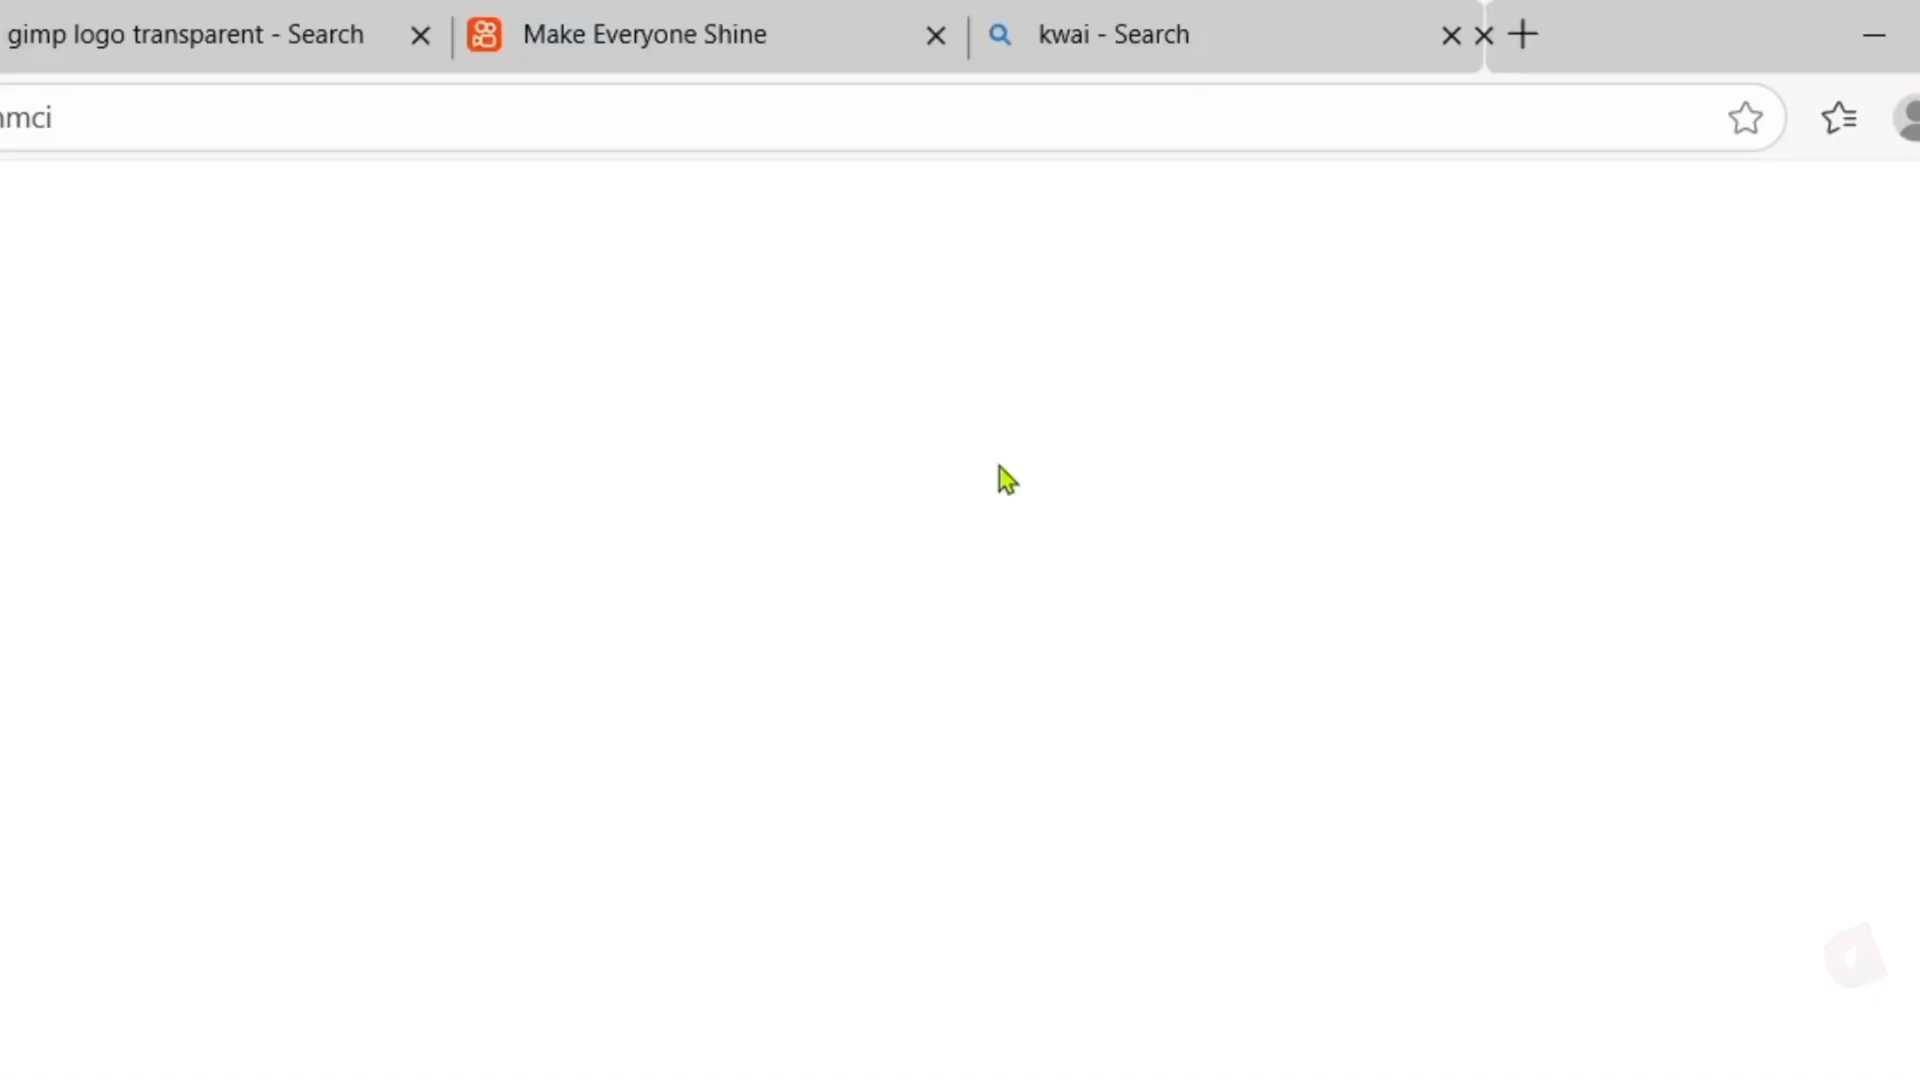 gimp logo transparent - Search
Make Everyone Shine
kwai - Search
mci